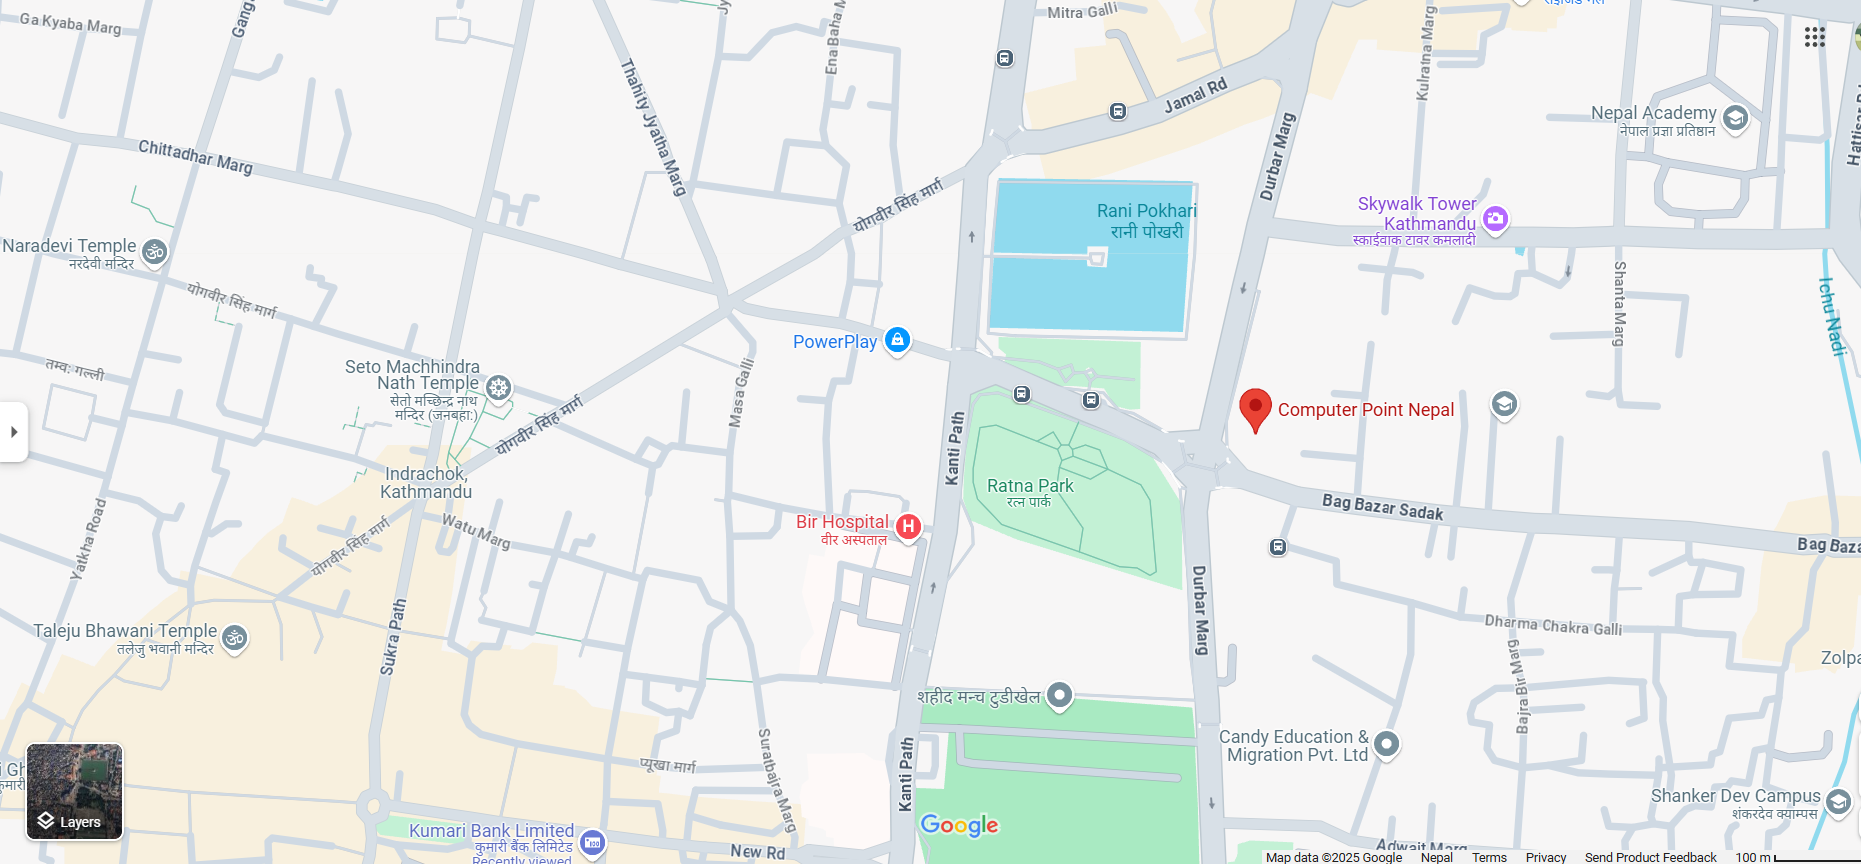 Ga Kyaba Marg
Ena Baha M
Mitra Galli
Thahity Jyatha Marg
Jamal Rd
Kulratna Marg
Durbar Marg
Nepal Academy
नेपाल प्रज्ञा प्रतिष्ठान
Chittadhar Marg
योगवीर सिंह मार्ग
Rani Pokhari
रानी पोखरी
Skywalk Tower
Kathmandu
स्काईवाक टावर कमलादी
Naradevi Temple
नरदेवी मन्दिर
योगवीर सिंह मार्ग
Shanta Marg
Ichu Nadi
PowerPlay
तम्व: गल्ली
Seto Machhindra
Nath Temple
सेतो मच्छिन्द्र नाथ
मन्दिर (जनबहा:)
योगवीर सिंह मार्ग
Masa Galli
Kanti Path
Computer Point Nepal
Indrachok,
Kathmandu
Ratna Park
रत्न पार्क
Bag Bazar Sadak
Bag Baza
Bir Hospital
वीर अस्पताल
Watu Marg
योगवीर सिंह मार्ग
Yatkha Road
Durbar Marg
Dharma Chakra Galli
Taleju Bhawani Temple
तलेजु भवानी मन्दिर
Sukra Path
Bajra Bir Marg
Zolpa
शहीद मन्च टुडीखेल
Candy Education &
Migration Pvt. Ltd
प्यूखा मार्ग
Suratbajra Marg
Kanti Path
Shanker Dev Campus
शंकरदेव क्याम्पस
Layers
Kumari Bank Limited
कुमारी बैंक लिमिटेड
Recently viewed
New Rd
Google
Adwait Marg
Map data ©2025 Google Nepal Terms Privacy Send Product Feedback 100 m